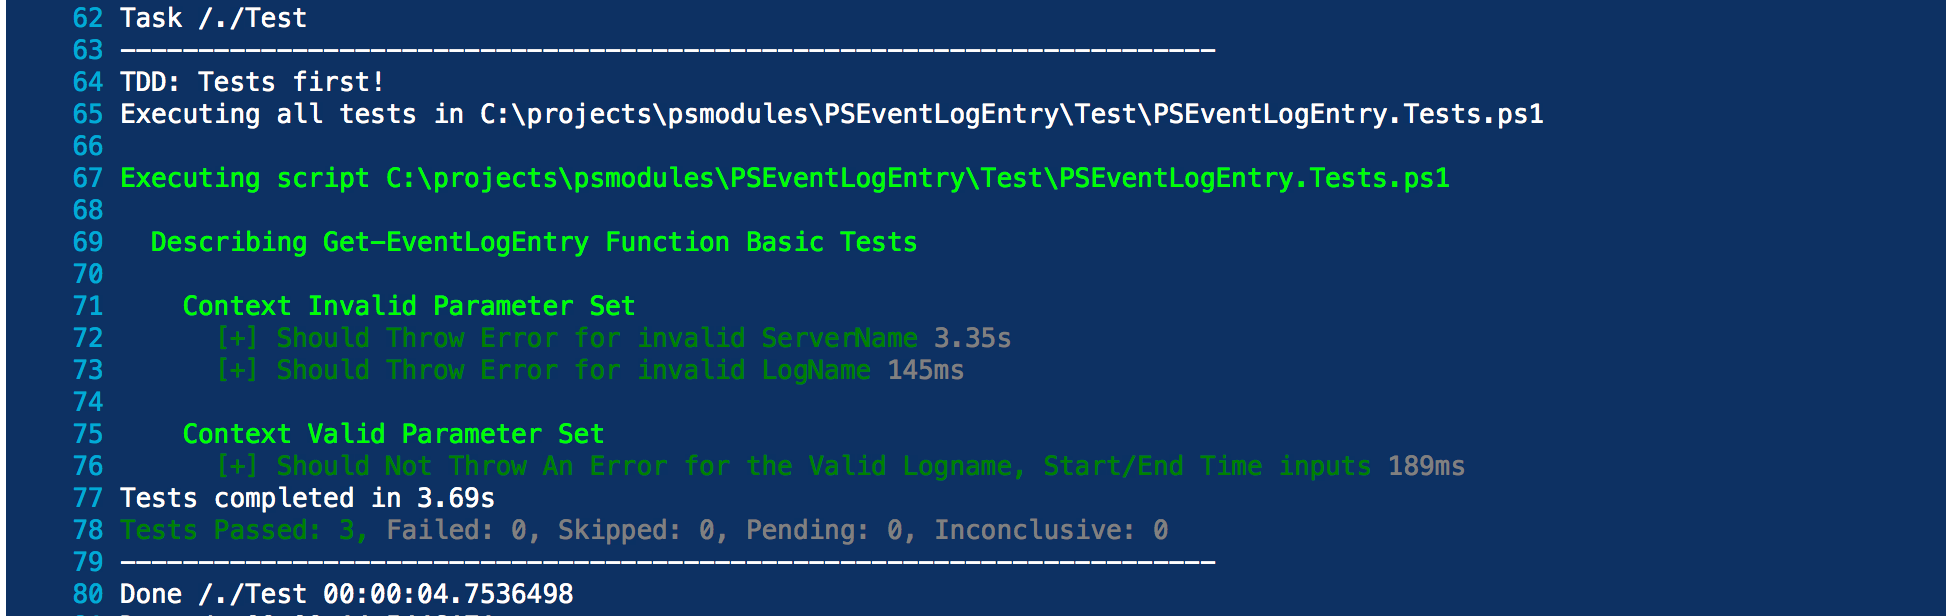 62 Task /./Test
63 ----------------------------------------------------------------------
64 TDD: Tests first!
65 Executing all tests in C:\projects\psmodules\PSEventLogEntry\Test\PSEventLogEntry.Tests.ps1
66
67 Executing script C:\projects\psmodules\PSEventLogEntry\Test\PSEventLogEntry.Tests.ps1
68
69 Describing Get-EventLogEntry Function Basic Tests
70
71 Context Invalid Parameter Set
72 [+] Should Throw Error for invalid ServerName 3.35s
73 [+] Should Throw Error for invalid LogName 145ms
74
75 Context Valid Parameter Set
76 [+] Should Not Throw An Error for the Valid Logname, Start/End Time inputs 189ms
77 Tests completed in 3.69s
78 Tests Passed: 3, Failed: 0, Skipped: 0, Pending: 0, Inconclusive: 0
79 ----------------------------------------------------------------------
80 Done /./Test 00:00:04.7536498